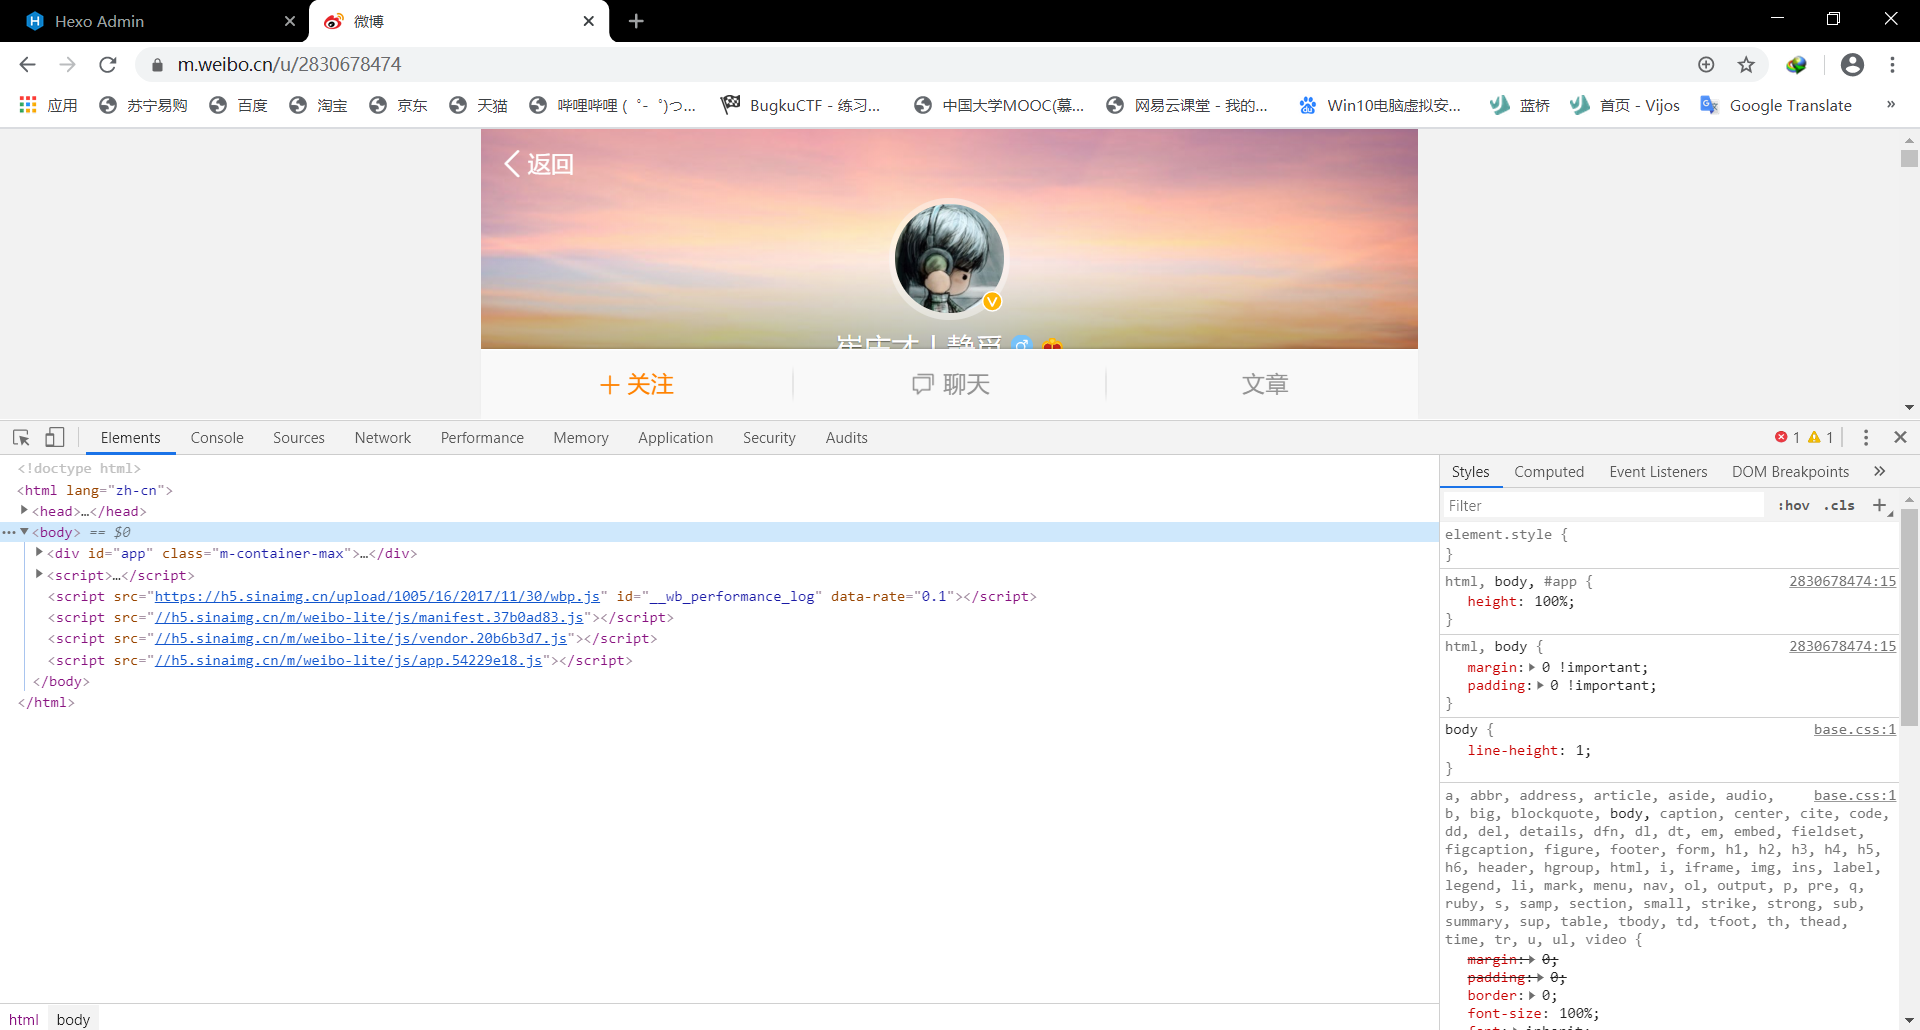 Hexo Admin
微博
m.weibo.cn/u/2830678474
应用 苏宁易购 百度 淘宝 京东 天猫 哔哩哔哩 ( ゜- ゜)つ... BugkuCTF - 练习... 中国大学MOOC(慕... 网易云课堂 - 我的... Win10电脑虚拟安... 蓝桥 首页 - Vijos Google Translate »
返回
关注 聊天 文章
Elements Console Sources Network Performance Memory Application Security Audits 1 1
<!doctype html>
<html lang="zh-cn">
<head>…</head>
<body> == $0
<div id="app" class="m-container-max">…</div>
<script>…</script>
<script src="https://h5.sinaimg.cn/upload/1005/16/2017/11/30/wbp.js" id="__wb_performance_log" data-rate="0.1"></script>
<script src="//h5.sinaimg.cn/m/weibo-lite/js/manifest.37b0ad83.js"></script>
<script src="//h5.sinaimg.cn/m/weibo-lite/js/vendor.20b6b3d7.js"></script>
<script src="//h5.sinaimg.cn/m/weibo-lite/js/app.54229e18.js"></script>
</body>
</html>
html body
Styles Computed Event Listeners DOM Breakpoints »
Filter :hov .cls +
element.style {
}
html, body, #app { 2830678474:15
height: 100%;
}
html, body { 2830678474:15
margin: 0 !important;
padding: 0 !important;
}
body { base.css:1
line-height: 1;
}
a, abbr, address, article, aside, audio, base.css:1
b, big, blockquote, body, caption, center, cite, code,
dd, del, details, dfn, dl, dt, em, embed, fieldset,
figcaption, figure, footer, form, h1, h2, h3, h4, h5,
h6, header, hgroup, html, i, iframe, img, ins, label,
legend, li, mark, menu, nav, ol, output, p, pre, q,
ruby, s, samp, section, small, strike, strong, sub,
summary, sup, table, tbody, td, tfoot, th, thead,
time, tr, u, ul, video {
margin: 0;
padding: 0;
border: 0;
font-size: 100%;